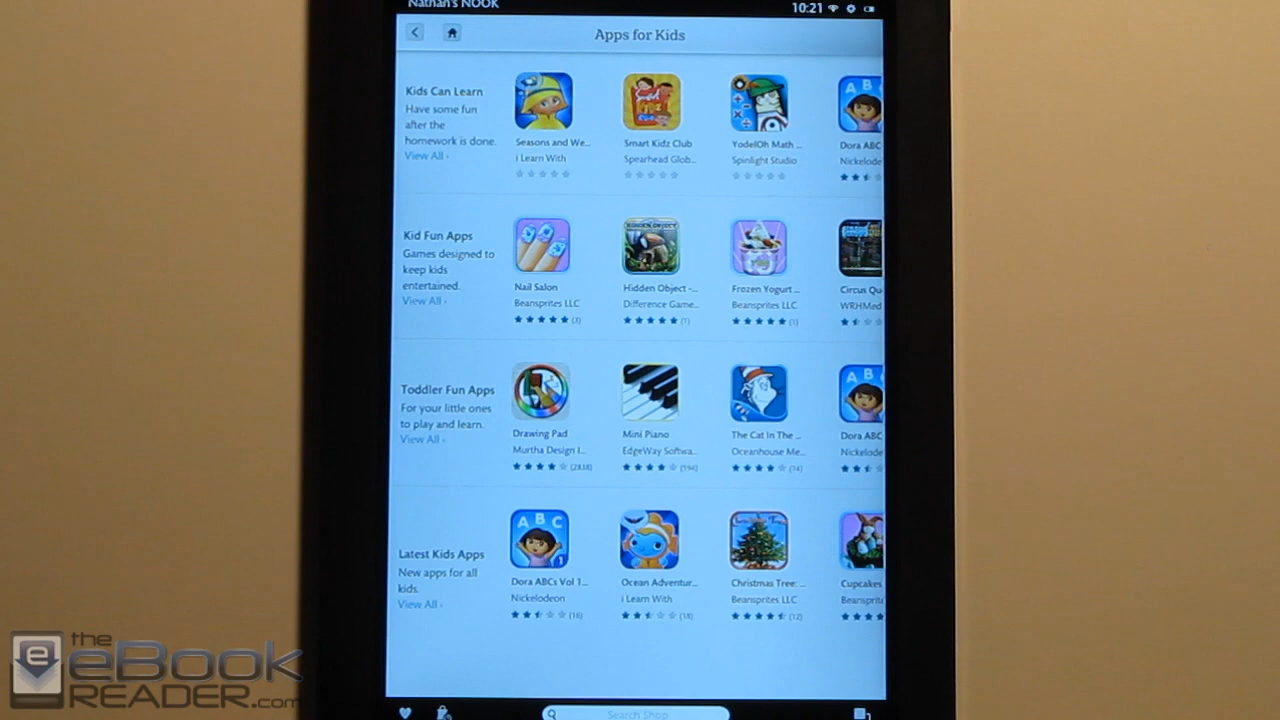 Nathan's NOOK
10:21
Apps for Kids
Kids Can Learn
Have some fun
after the
homework is done.
View All ›
Seasons and We...
i Learn With
Smart Kidz Club
Spearhead Glob...
YodelOh Math ...
Spinlight Studio
A B
Dora ABC
Nickelode
Kid Fun Apps
Games designed to
keep kids
entertained.
View All ›
Nail Salon
Beansprites LLC
(3)
HIDDEN OBJECT
Hidden Object -...
Difference Game...
(1)
Frozen Yogurt ...
Beansprites LLC
(1)
Circus Qu
WRHMed
Toddler Fun Apps
For your little ones
to play and learn.
View All ›
Drawing Pad
Murtha Design I...
Mini Piano
EdgeWay Softwa...
(194)
The Cat In The ...
Oceanhouse Me...
(74)
A B
Dora ABC
Nickelode
Latest Kids Apps
New apps for all
kids.
View All ›
A B C
1
Dora ABCs Vol 1...
Nickelodeon
(16)
Ocean Adventur...
i Learn With
(18)
Christmas Tree: ...
Beansprites LLC
(12)
Cupcakes
Beansprit
Search Shop
the
e
eBook
READER.com